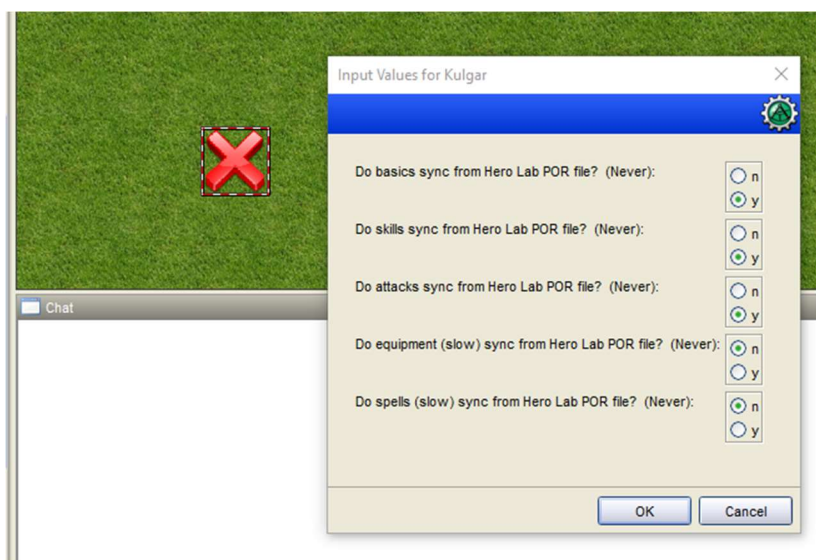 Input Values for Kulgar
Do basics sync from Hero Lab POR file? (Never):
n
y
Do skills sync from Hero Lab POR file? (Never):
n
y
Do attacks sync from Hero Lab POR file? (Never):
n
y
Do equipment (slow) sync from Hero Lab POR file? (Never):
n
y
Do spells (slow) sync from Hero Lab POR file? (Never):
n
y
OK Cancel
Chat